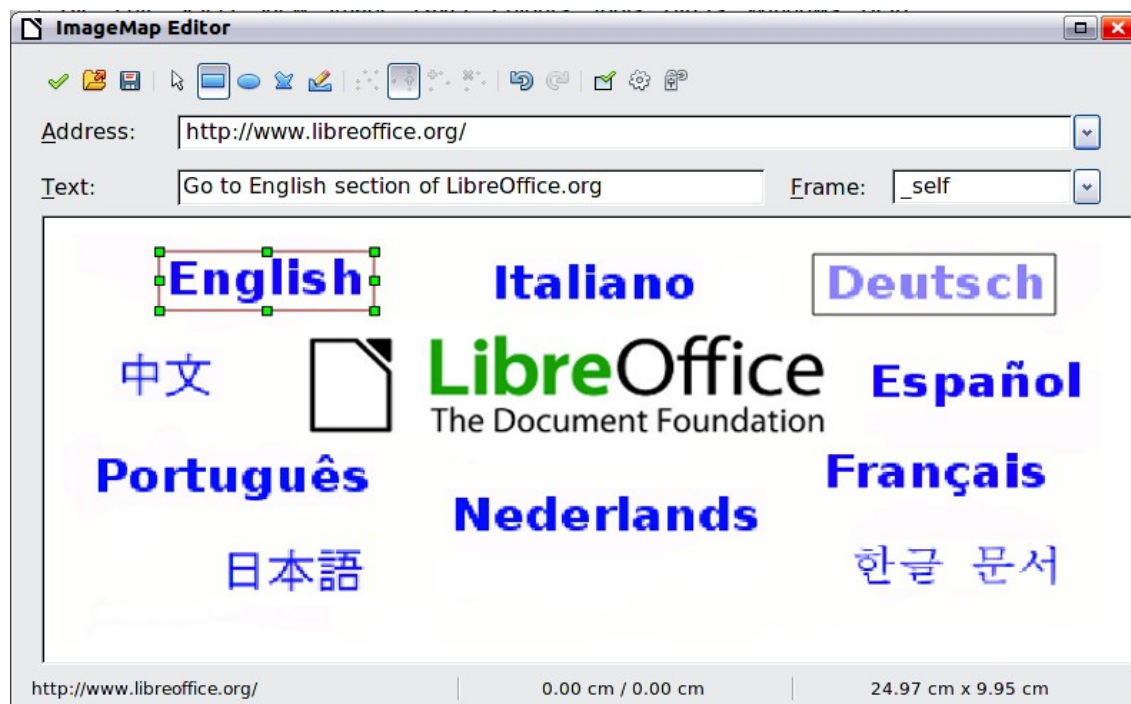 ImageMap Editor
Address: http://www.libreoffice.org/
Text: Go to English section of LibreOffice.org Frame: _self
English Italiano Deutsch
中文 LibreOffice Español
The Document Foundation
Português Français
Nederlands
日本語 한글 문서
http://www.libreoffice.org/ 0.00 cm / 0.00 cm 24.97 cm x 9.95 cm